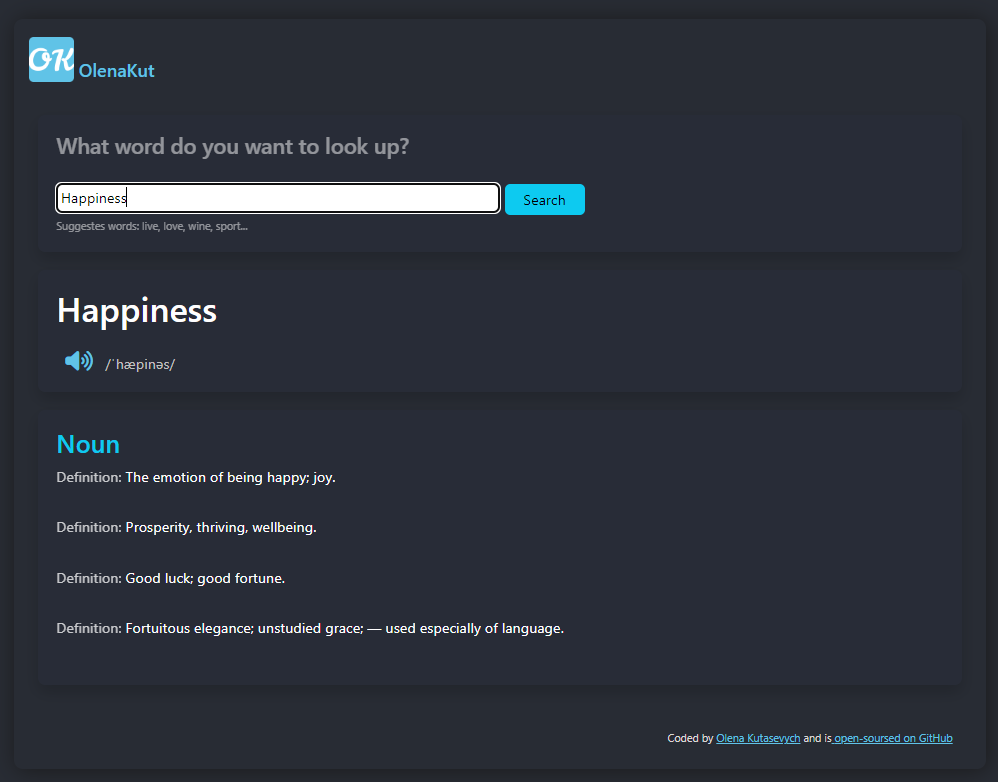 OK OlenaKut
What word do you want to look up?
Happiness
Search
Suggestes words: live, love, wine, sport...
Happiness
/ˈhæpinəs/
Noun
Definition: The emotion of being happy; joy.
Definition: Prosperity, thriving, wellbeing.
Definition: Good luck; good fortune.
Definition: Fortuitous elegance; unstudied grace; — used especially of language.
Coded by Olena Kutasevych and is open-soursed on GitHub